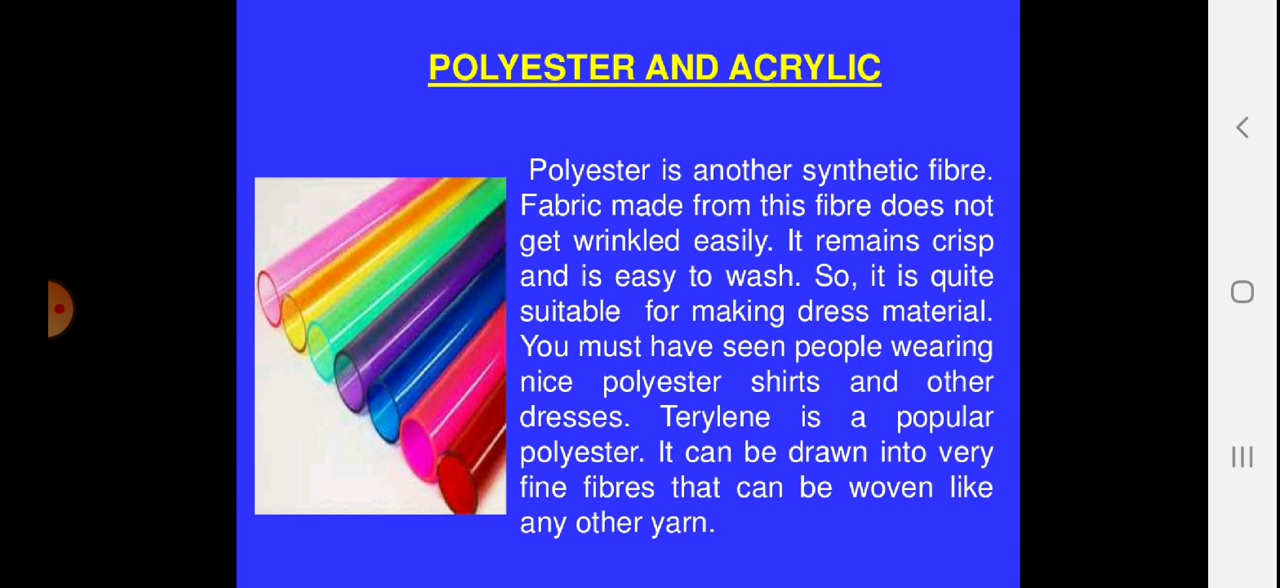 POLYESTER AND ACRYLIC
Polyester is another synthetic fibre.
Fabric made from this fibre does not
get wrinkled easily. It remains crisp
and is easy to wash. So, it is quite
suitable for making dress material.
You must have seen people wearing
nice polyester shirts and other
dresses. Terylene is a popular
polyester. It can be drawn into very
fine fibres that can be woven like
any other yarn.